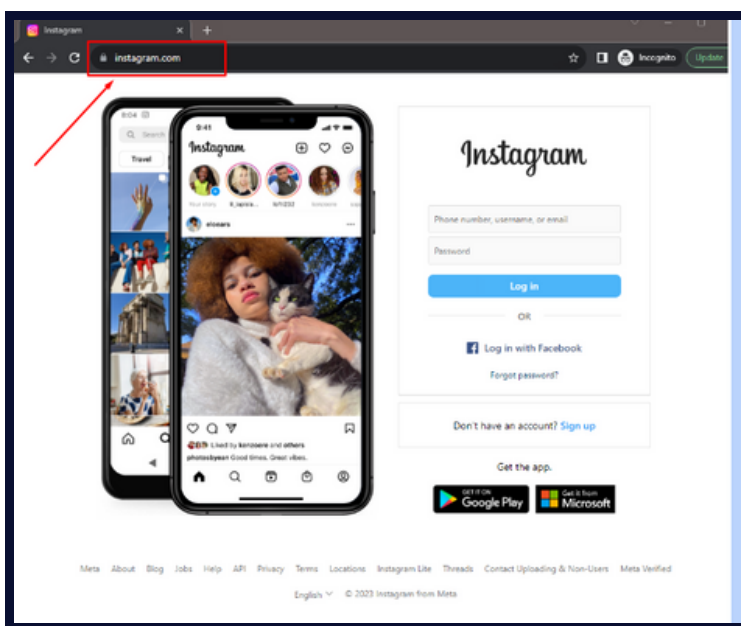 Instagram
instagram.com
Incognito
Update
8:04
Search
Travel
9:41
Instagram
Your story
eloears
Liked by kenzoere and others
photosbyean Good times. Great vibes.
Instagram
Phone number, username, or email
Password
Log in
OR
Log in with Facebook
Forgot password?
Don't have an account? Sign up
Get the app.
GET IT ON
Google Play
Get it from
Microsoft
Meta About Blog Jobs Help API Privacy Terms Locations Instagram Lite Threads Contact Uploading & Non-Users Meta Verified
English © 2023 Instagram from Meta